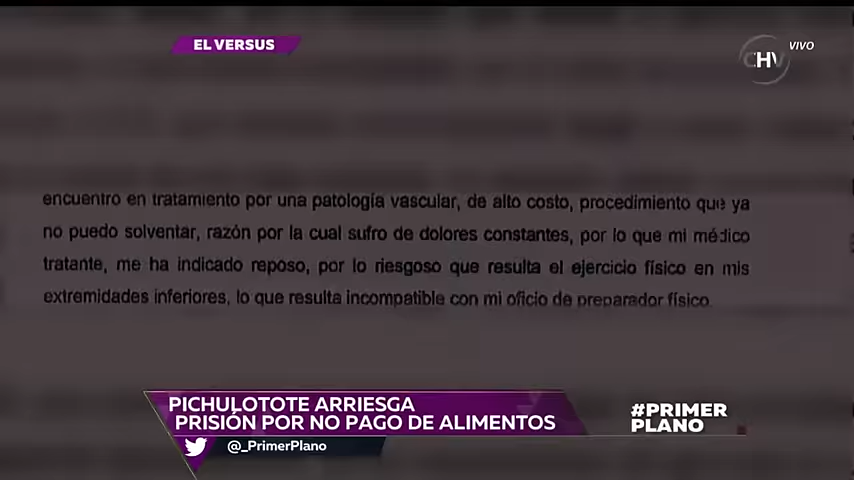 EL VERSUS
CHV
VIVO
encuentro en tratamiento por una patología vascular, de alto costo, procedimiento que ya
no puedo solventar, razón por la cual sufro de dolores constantes, por lo que mi médico
tratante, me ha indicado reposo, por lo riesgoso que resulta el ejercicio físico en mis
extremidades inferiores, lo que resulta incompatible con mi oficio de preparador físico.
PICHULOTOTE ARRIESGA
PRISIÓN POR NO PAGO DE ALIMENTOS
@_PrimerPlano
#PRIMER
PLANO